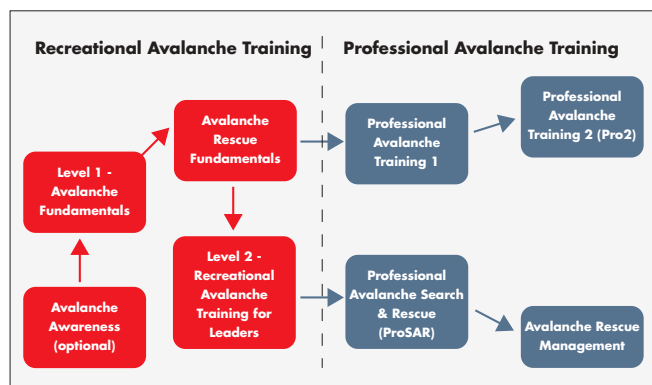 Recreational Avalanche Training
Professional Avalanche Training
Avalanche
Rescue
Fundamentals
Level 1 -
Avalanche
Fundamentals
Avalanche
Awareness
(optional)
Level 2 -
Recreational
Avalanche
Training for
Leaders
Professional
Avalanche
Training 1
Professional
Avalanche
Training 2 (Pro2)
Professional
Avalanche Search
& Rescue
(ProSAR)
Avalanche Rescue
Management